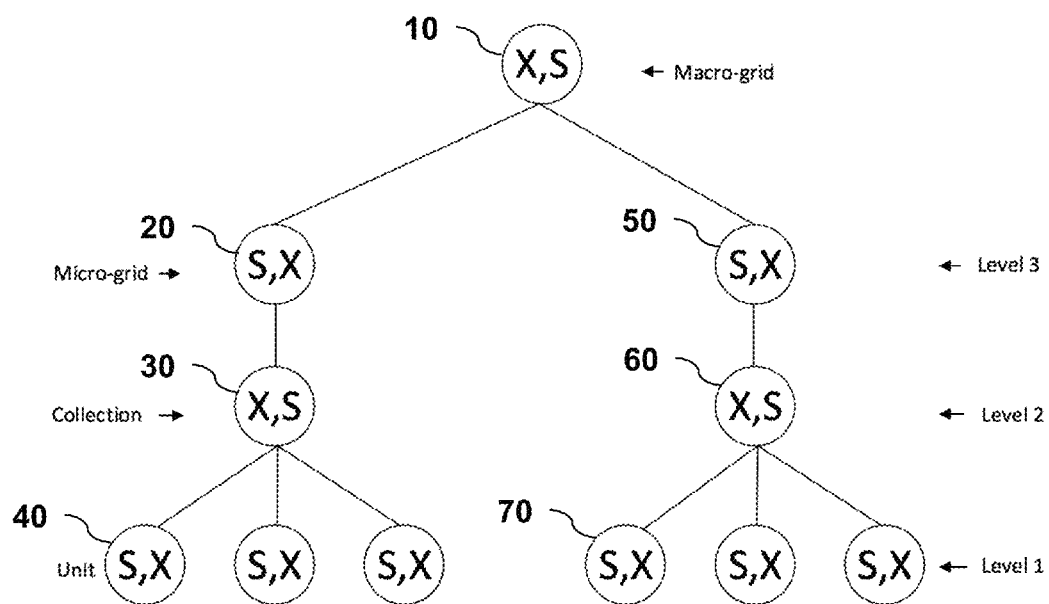 10
X,S
← Macro-grid
20
50
S,X
S,X
Micro-grid →
← Level 3
30
60
X,S
X,S
Collection →
← Level 2
40
70
S,X
S,X
S,X
S,X
S,X
S,X
Unit
← Level 1